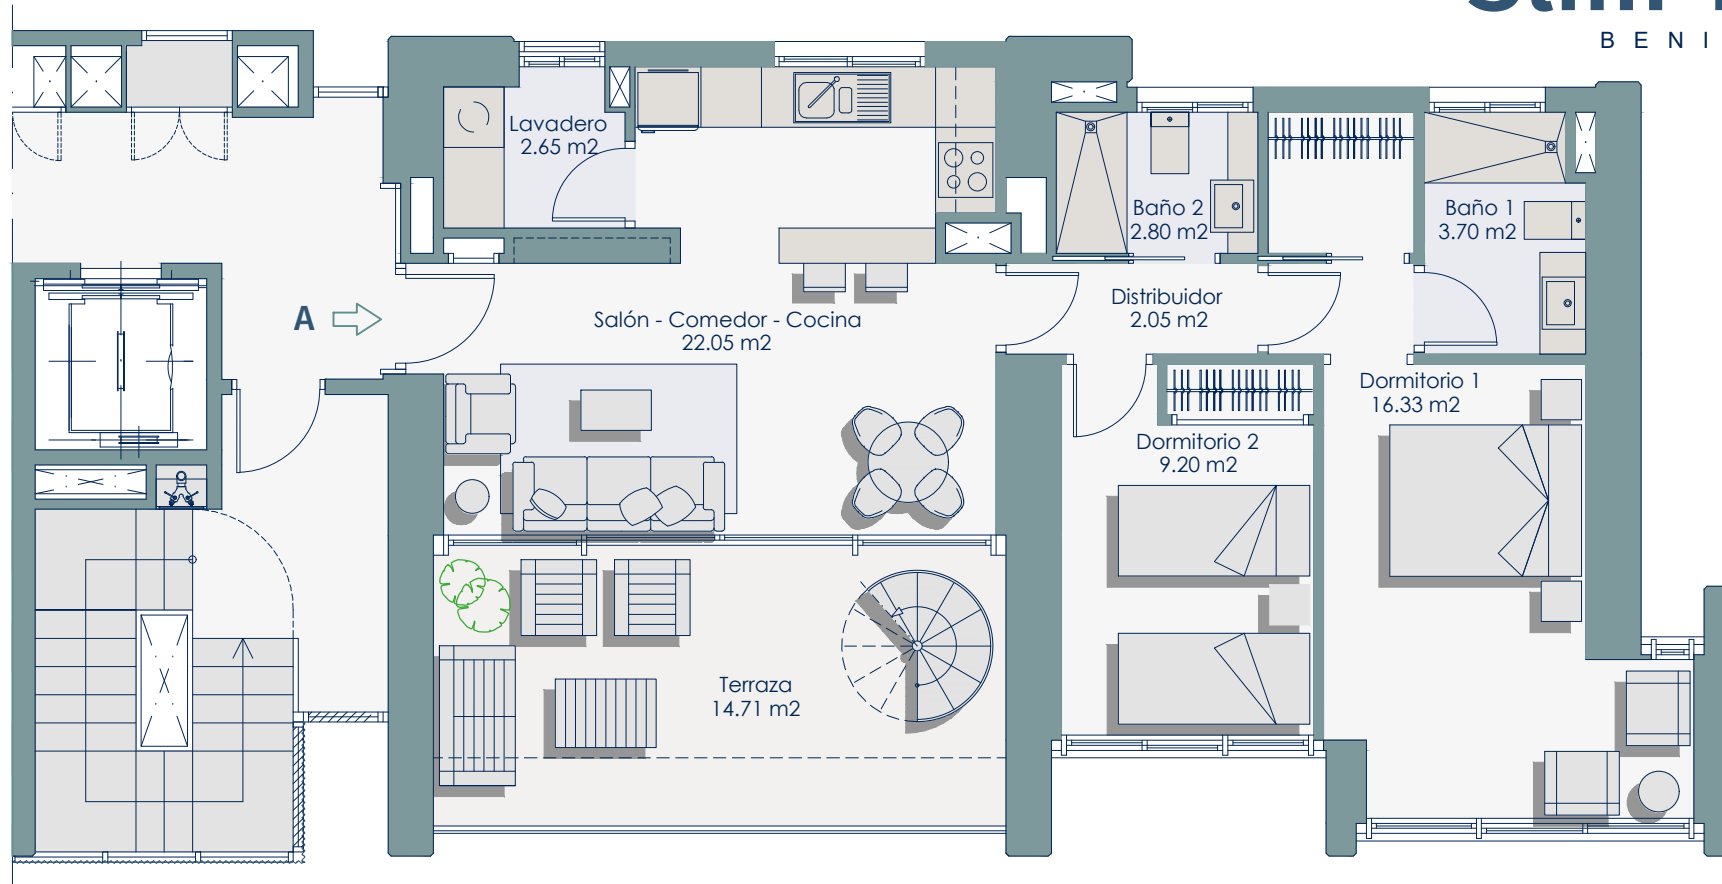 BENI
Lavadero
2.65 m2
Baño 2
2.80 m2
Baño 1
3.70 m2
A
Salón - Comedor - Cocina
22.05 m2
Distribuidor
2.05 m2
Dormitorio 1
16.33 m2
Dormitorio 2
9.20 m2
Terraza
14.71 m2